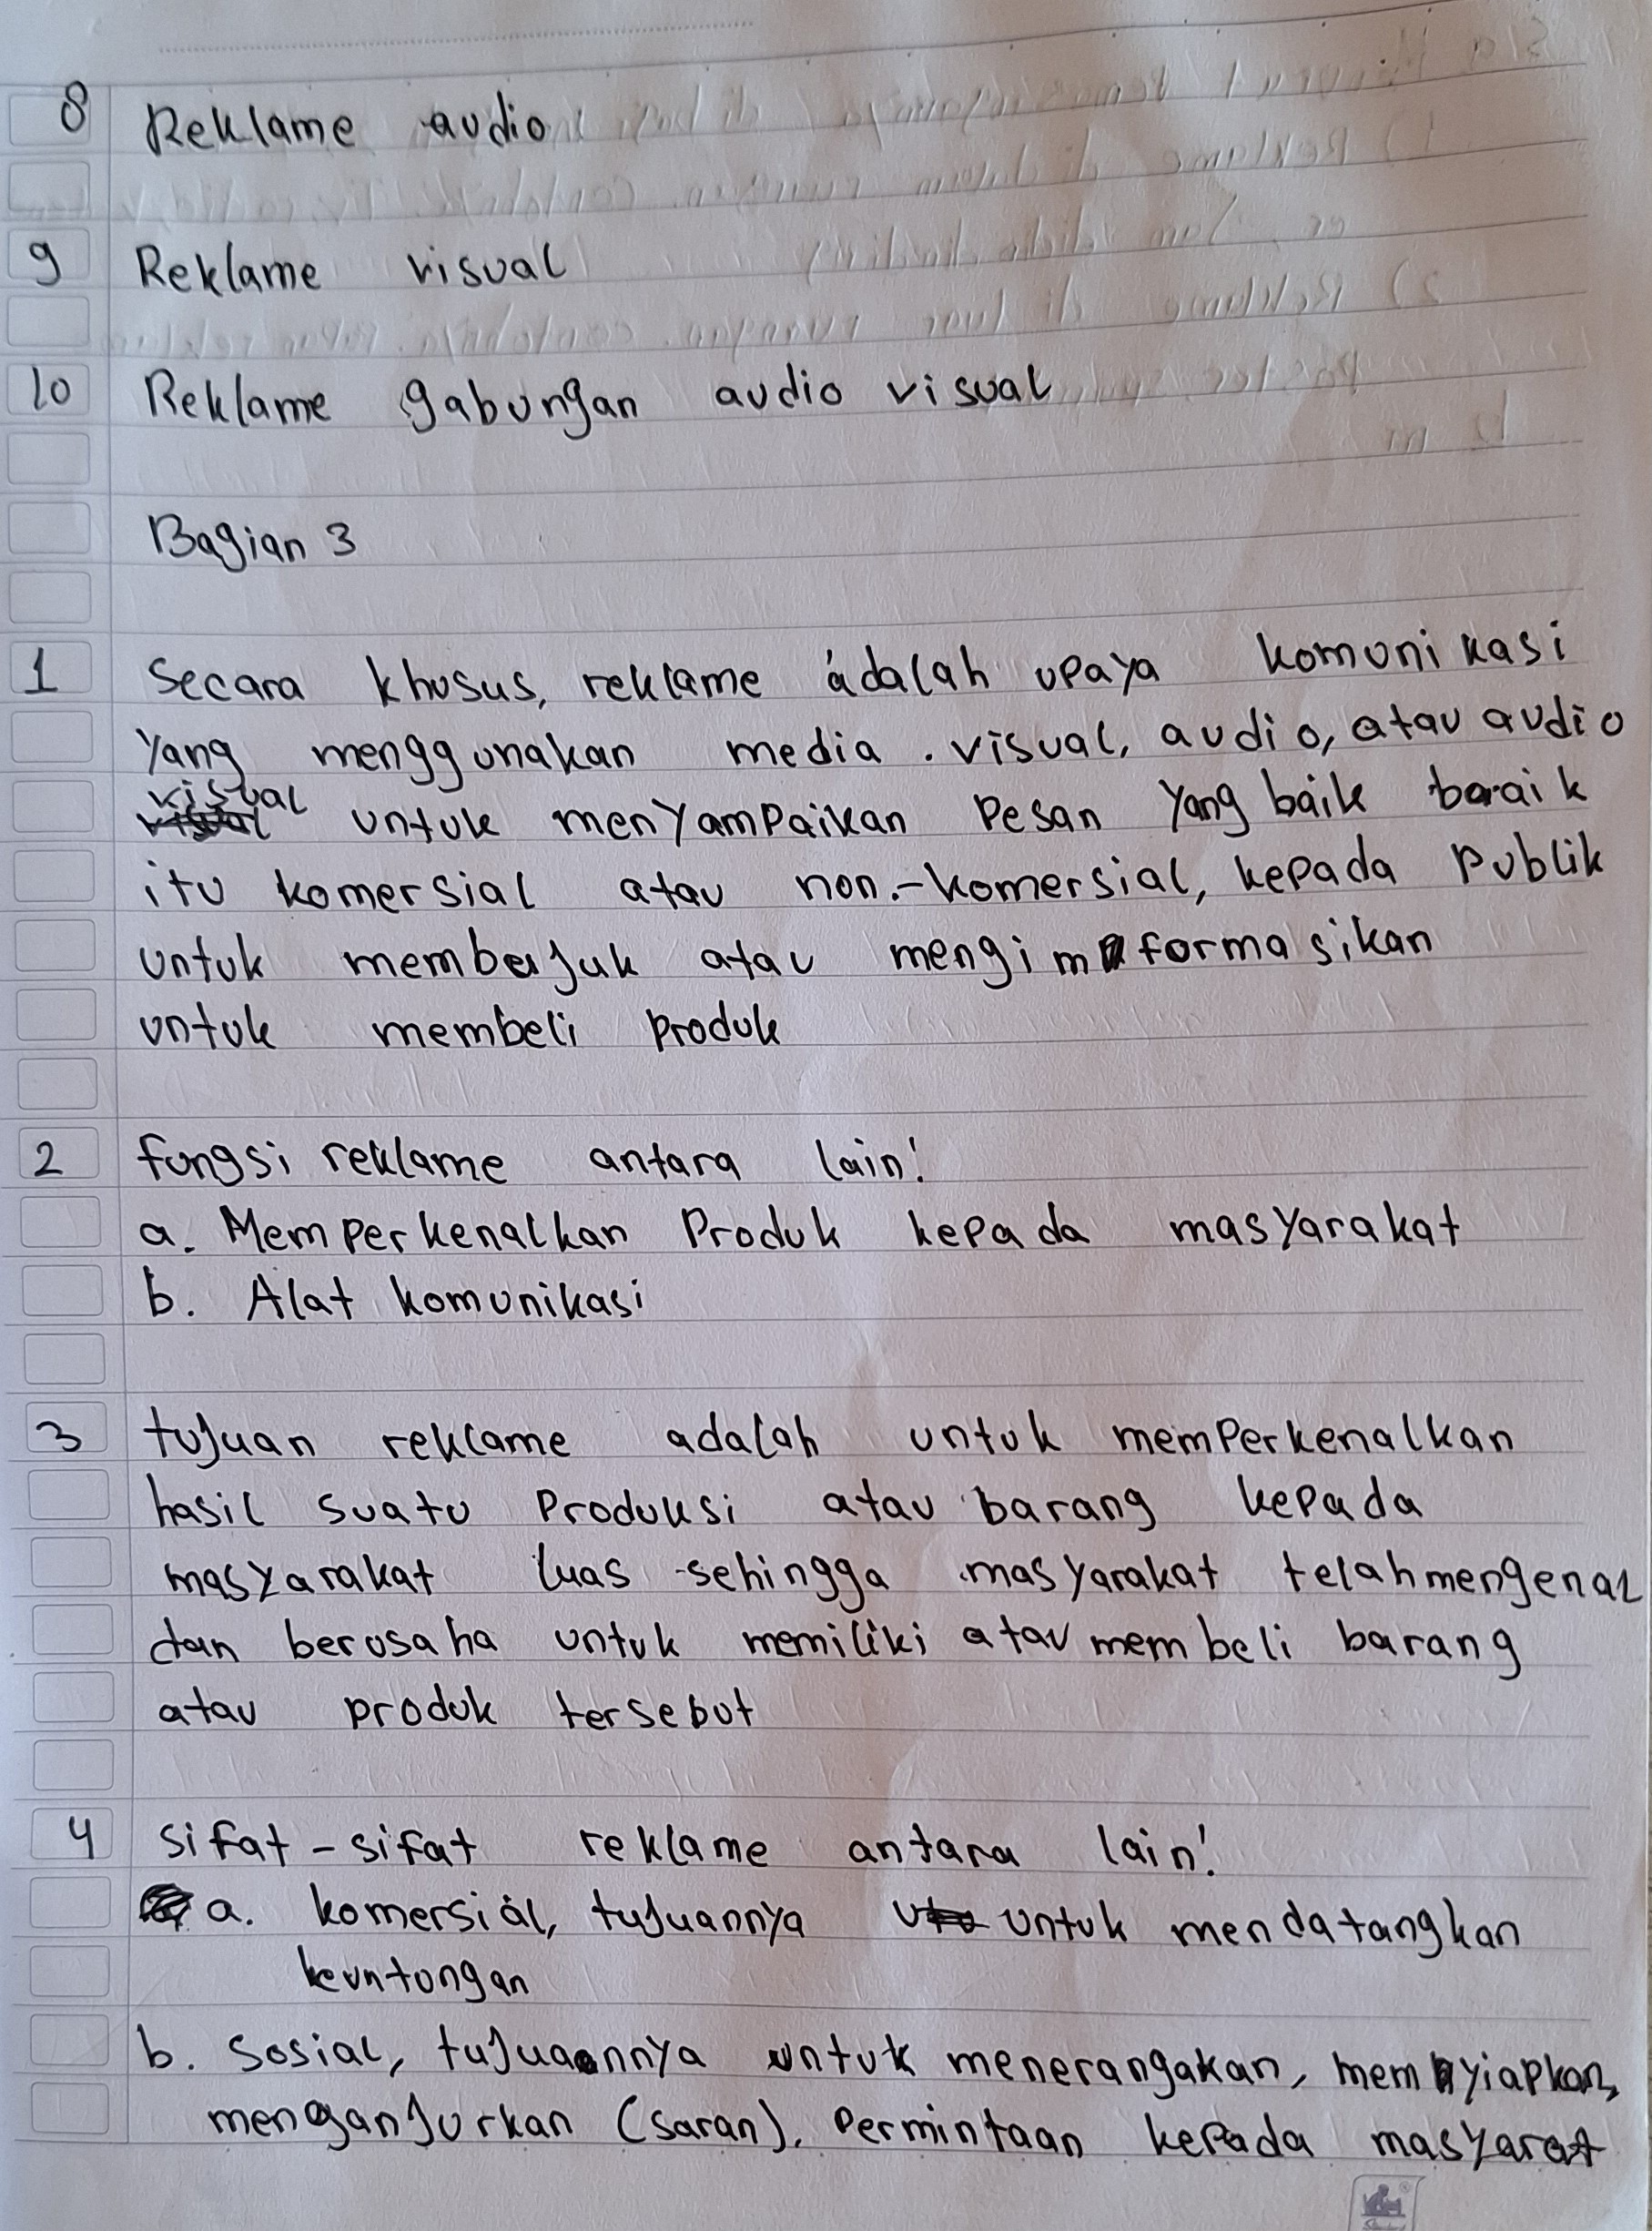 8 Reklame audio
9 Reklame visual
10 Reklame gabungan audio visual
Bagian 3
1 Secara khusus, reklame adalah upaya komunikasi
yang menggunakan media . visual, audio, atau audio
visual untuk menyampaikan Pesan yang baik baraik
itu komersial atau non.-komersial, kepada publik
untuk memberjuk atau mengimformasikan
untuk membeli produk
2 fungsi reklame antara lain!
a. Memperkenalkan Produk kepada masyarakat
b. Alat komunikasi
3 tujuan reklame adalah untuk memperkenalkan
hasil suatu Produksi atau barang kepada
masyarakat luas sehingga masyarakat telah mengenal
dan berusaha untuk memiliki atau membeli barang
atau produk tersebut
4 sifat-sifat reklame antara lain!
a. komersial, tujuannya untuk mendatangkan
keuntungan
b. Sosial, tujuannya untuk menerangakan, memnyiapkan,
menganjurkan (saran), Permintaan kepada masyarat